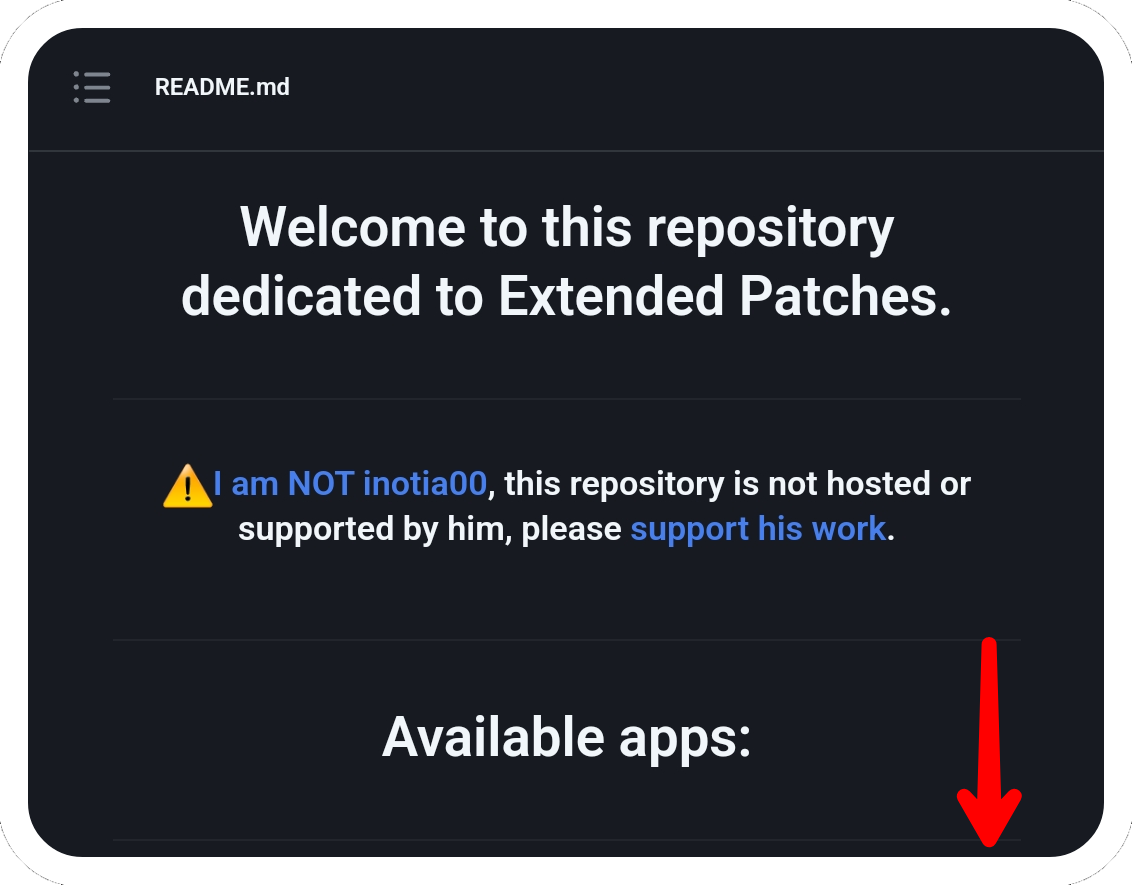 README.md
Welcome to this repository
dedicated to Extended Patches.
⚠️I am NOT inotia00, this repository is not hosted or
supported by him, please support his work.
Available apps: